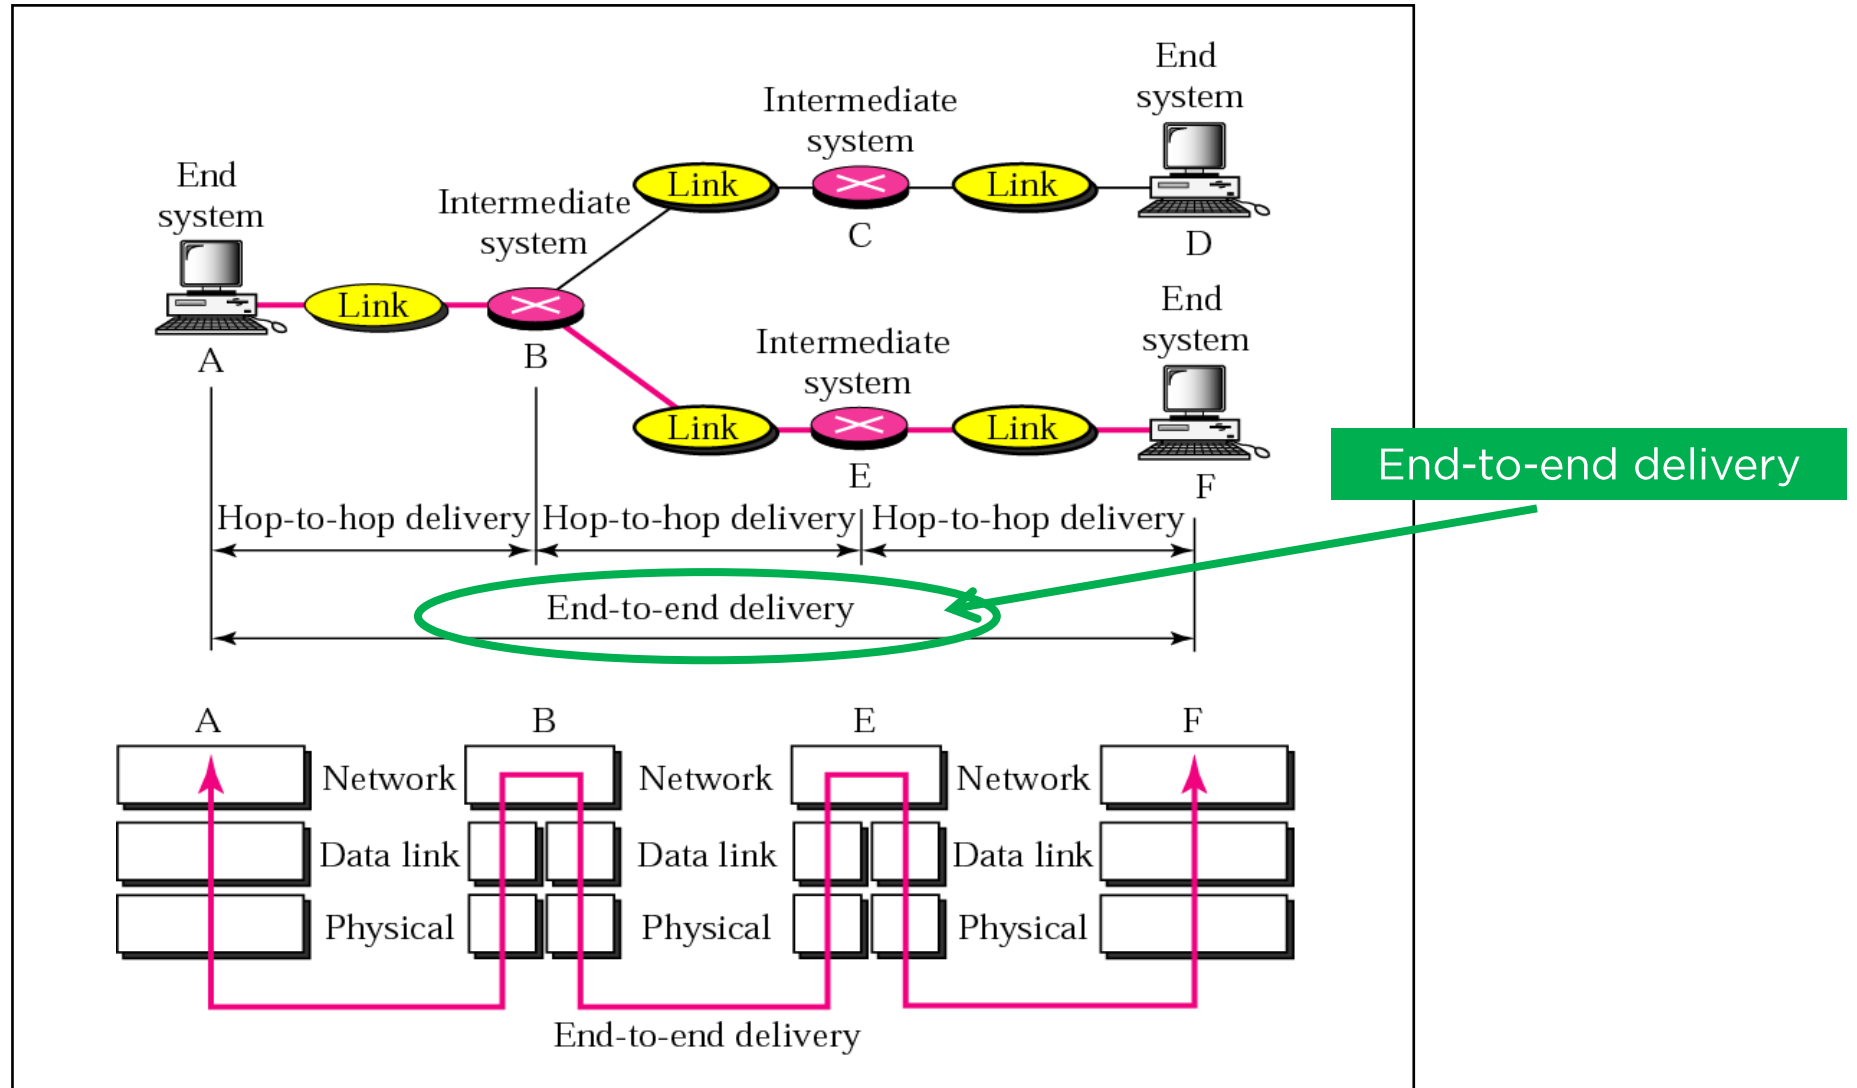 End
system
Intermediate
system
End
system
Intermediate
system
Link
Link
C
D
Link
A
B
End
system
Intermediate
system
Link
Link
E
F
End-to-end delivery
Hop-to-hop delivery
Hop-to-hop delivery
Hop-to-hop delivery
End-to-end delivery
A
B
E
F
Network
Network
Network
Data link
Data link
Data link
Physical
Physical
Physical
End-to-end delivery